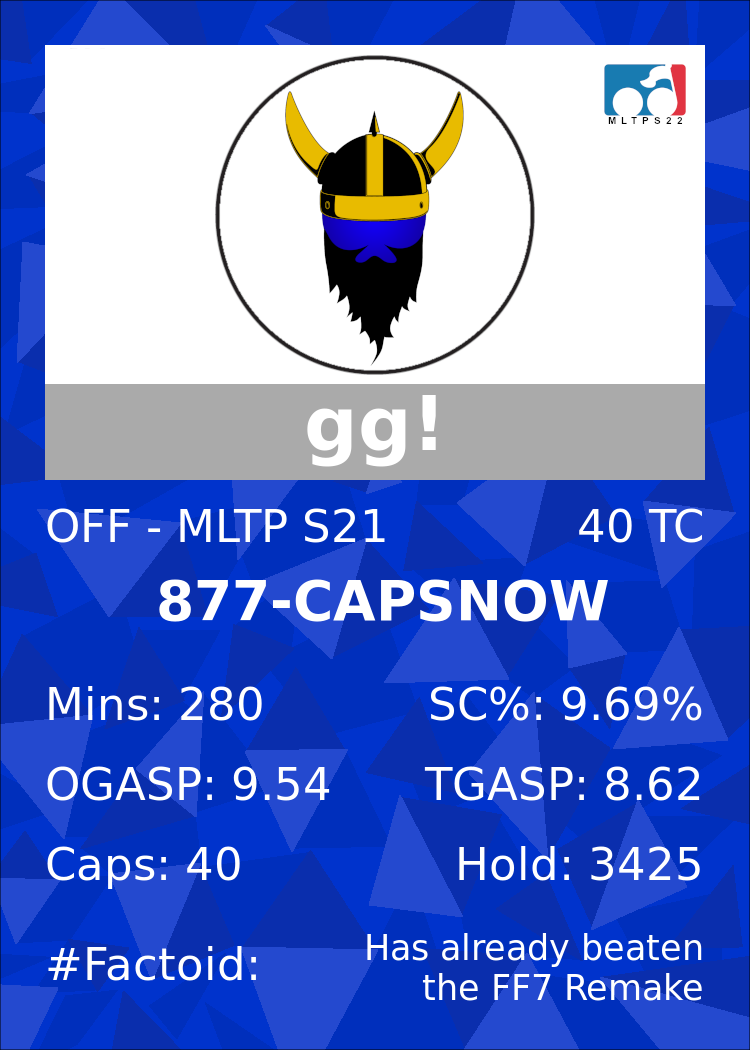 MLTPS22
gg!
OFF - MLTP S21 40 TC
877-CAPSNOW
Mins: 280 SC%: 9.69%
OGASP: 9.54 TGASP: 8.62
Caps: 40 Hold: 3425
#Factoid: Has already beaten
the FF7 Remake